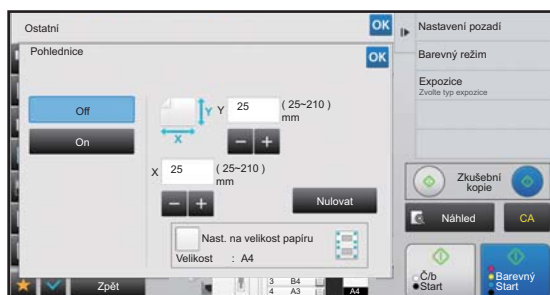 Ostatní
OK
Pohlednice
OK
Off
On
Y
X
Y 25 ( 25~210 )
mm
X 25 ( 25~210 )
mm
Nulovat
Nast. na velikost papíru
Velikost : A4
Zpět
3 B4
4 A3
A4
Nastavení pozadí
Barevný režim
Expozice
Zvolte typ expozice
Zkušební
kopie
Náhled
CA
Č/b
Start
Barevný
Start